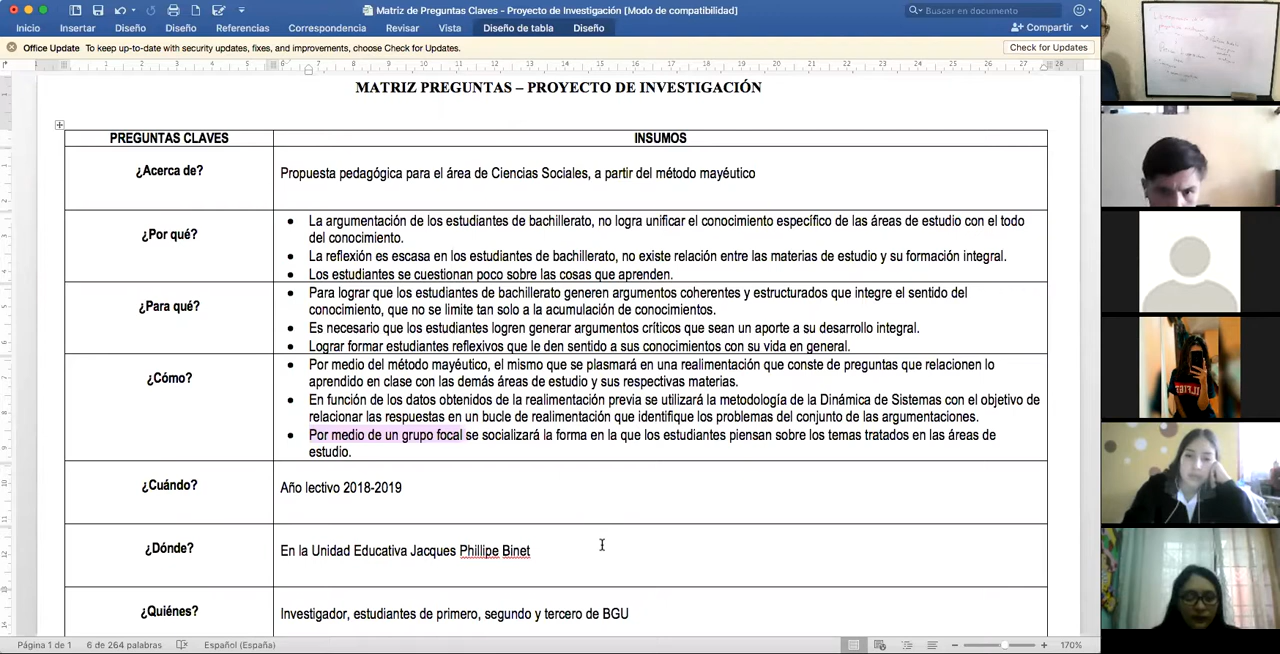 Matriz de Preguntas Claves - Proyecto de Investigación [Modo de compatibilidad]
Buscar en documento
Inicio Insertar Diseño Diseño Referencias Correspondencia Revisar Vista Diseño de tabla Diseño Compartir
Office Update To keep up-to-date with security updates, fixes, and improvements, choose Check for Updates. Check for Updates
MATRIZ PREGUNTAS – PROYECTO DE INVESTIGACIÓN
PREGUNTAS CLAVES INSUMOS
¿Acerca de? Propuesta pedagógica para el área de Ciencias Sociales, a partir del método mayéutico
¿Por qué?
• La argumentación de los estudiantes de bachillerato, no logra unificar el conocimiento específico de las áreas de estudio con el todo
del conocimiento.
• La reflexión es escasa en los estudiantes de bachillerato, no existe relación entre las materias de estudio y su formación integral.
• Los estudiantes se cuestionan poco sobre las cosas que aprenden.
¿Para qué?
• Para lograr que los estudiantes de bachillerato generen argumentos coherentes y estructurados que integre el sentido del
conocimiento, que no se limite tan solo a la acumulación de conocimientos.
• Es necesario que los estudiantes logren generar argumentos críticos que sean un aporte a su desarrollo integral.
• Lograr formar estudiantes reflexivos que le den sentido a sus conocimientos con su vida en general.
¿Cómo?
• Por medio del método mayéutico, el mismo que se plasmará en una realimentación que conste de preguntas que relacionen lo
aprendido en clase con las demás áreas de estudio y sus respectivas materias.
• En función de los datos obtenidos de la realimentación previa se utilizará la metodología de la Dinámica de Sistemas con el objetivo de
relacionar las respuestas en un bucle de realimentación que identifique los problemas del conjunto de las argumentaciones.
• Por medio de un grupo focal se socializará la forma en la que los estudiantes piensan sobre los temas tratados en las áreas de
estudio.
¿Cuándo? Año lectivo 2018-2019
¿Dónde? En la Unidad Educativa Jacques Phillipe Binet
¿Quiénes? Investigador, estudiantes de primero, segundo y tercero de BGU
Página 1 de 1 6 de 264 palabras Español (España) 170%